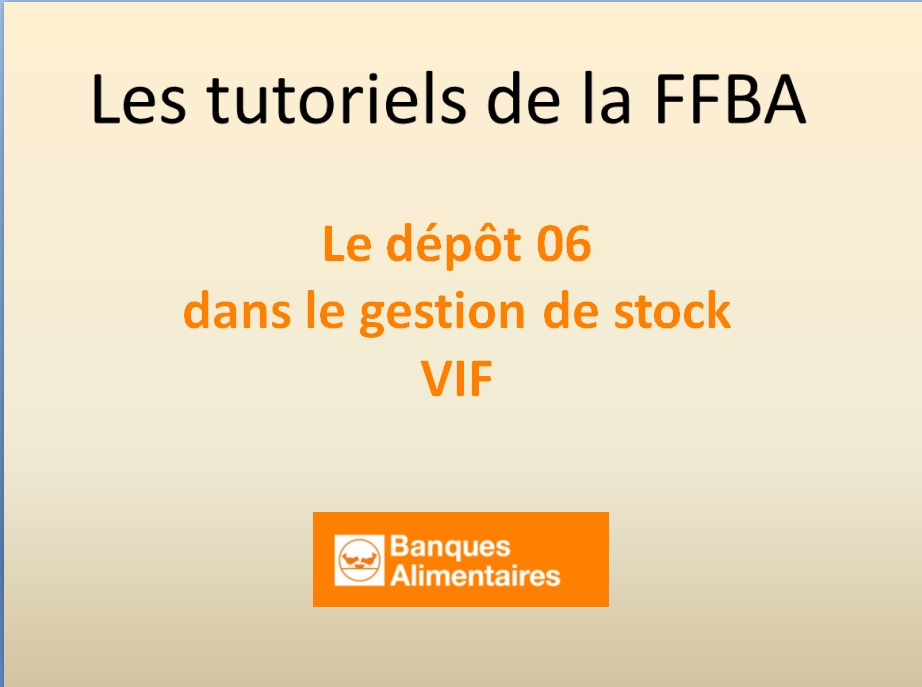 Les tutoriels de la FFBA
Le dépôt 06
dans le gestion de stock
VIF
Banques
Alimentaires